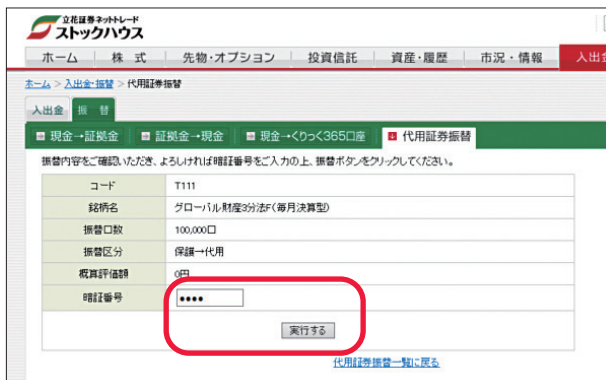 立花証券ネットトレード
ストックハウス
ホーム 株 式 先物・オプション 投資信託 資産・履歴 市況・情報 入出金
ホーム > 入出金・振替 > 代用証券振替
入出金 振 替
現金→証拠金 証拠金→現金 現金→くりっく365口座 代用証券振替
振替内容をご確認いただき、よろしければ暗証番号をご入力の上、振替ボタンをクリックしてください。
コード T111
銘柄名 グローバル財産3分法F(毎月決算型)
振替口数 100,000口
振替区分 保護→代用
概算評価額 0円
暗証番号 ●●●●
実行する
代用証券振替一覧に戻る